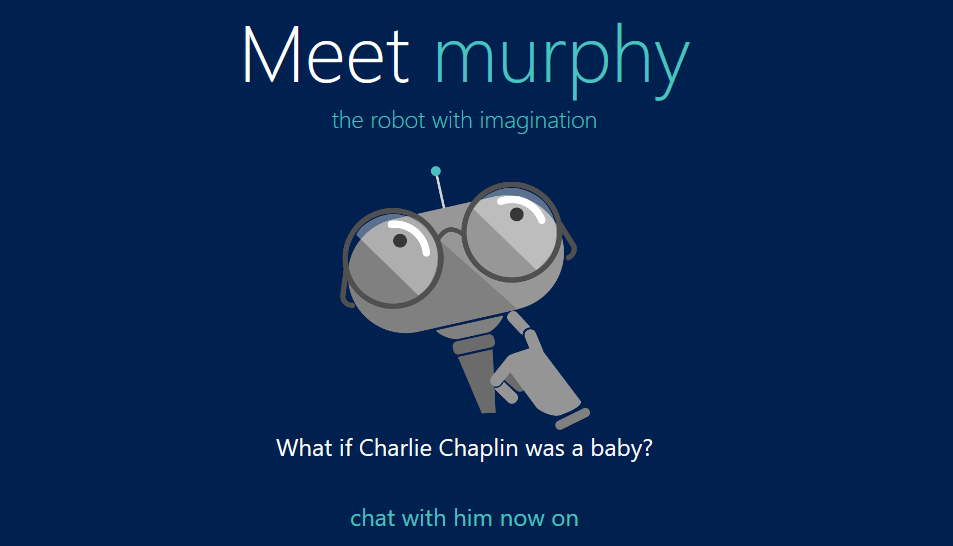 Meet murphy
the robot with imagination
What if Charlie Chaplin was a baby?
chat with him now on